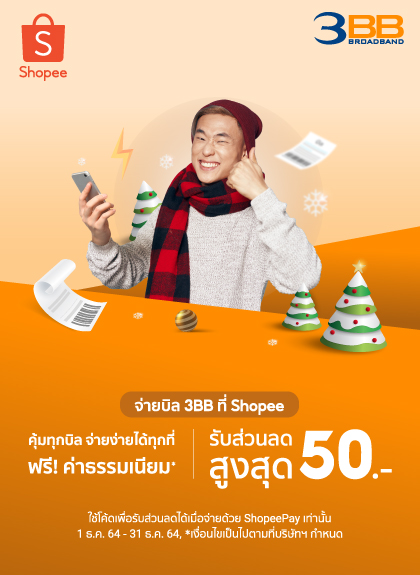 Shopee
3BB
BROADBAND
จ่ายบิล 3BB ที่ Shopee
คุ้มทุกบิล จ่ายง่ายได้ทุกที่
ฟรี! ค่าธรรมเนียม*
รับส่วนลด
สูงสุด 50.-
ใช้โค้ดเพื่อรับส่วนลดได้เมื่อจ่ายด้วย ShopeePay เท่านั้น
1 ธ.ค. 64 - 31 ธ.ค. 64, *เงื่อนไขเป็นไปตามที่บริษัทฯ กำหนด